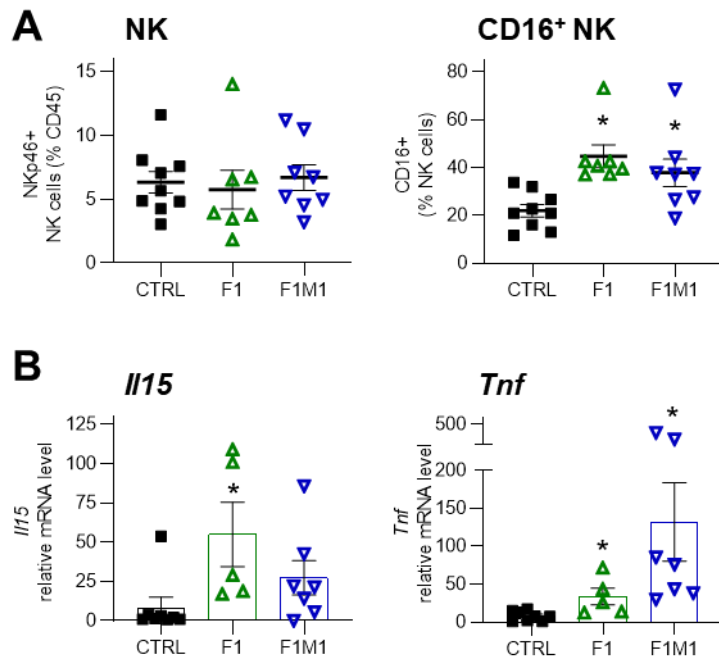 A
NK
NKp46+
NK cells (% CD45)
15
10
5
0
CTRL
F1
F1M1
CD16+ NK
CD16+
(% NK cells)
80
60
40
20
0
*
*
CTRL
F1
F1M1
B
Il15
Il15
relative mRNA level
125
100
75
50
25
0
*
CTRL
F1
F1M1
Tnf
Tnf
relative mRNA level
500
200
150
100
50
0
*
*
CTRL
F1
F1M1